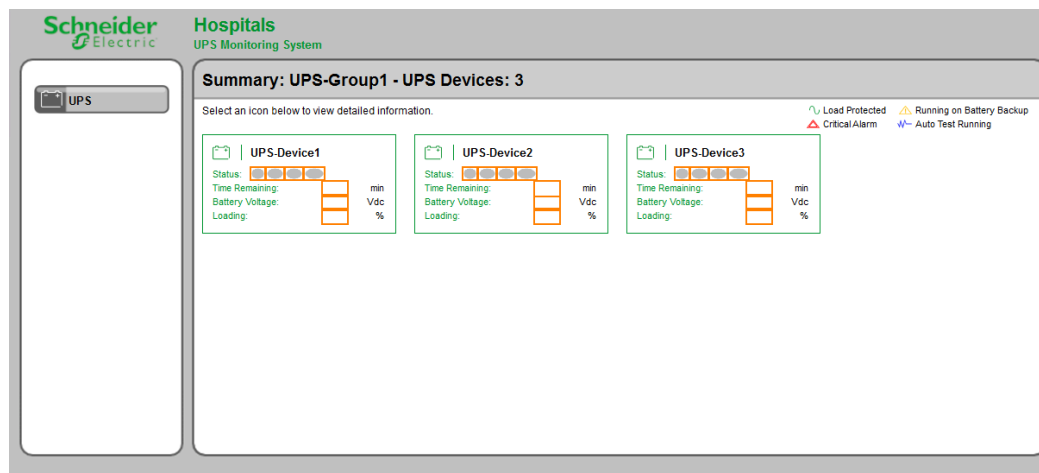 Schneider
Electric
Hospitals
UPS Monitoring System
UPS
Summary: UPS-Group1 - UPS Devices: 3
Select an icon below to view detailed information.
Load Protected Running on Battery Backup
Critical Alarm Auto Test Running
UPS-Device1
Status:
Time Remaining: min
Battery Voltage: Vdc
Loading: %
UPS-Device2
Status:
Time Remaining: min
Battery Voltage: Vdc
Loading: %
UPS-Device3
Status:
Time Remaining: min
Battery Voltage: Vdc
Loading: %